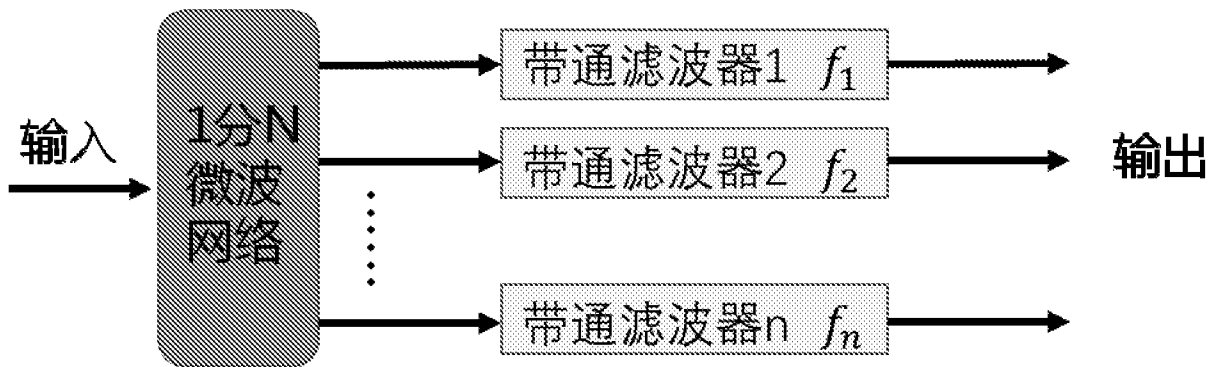 输入
1分N
微波
网络
带通滤波器1 f₁
带通滤波器2 f₂
带通滤波器n fₙ
输出